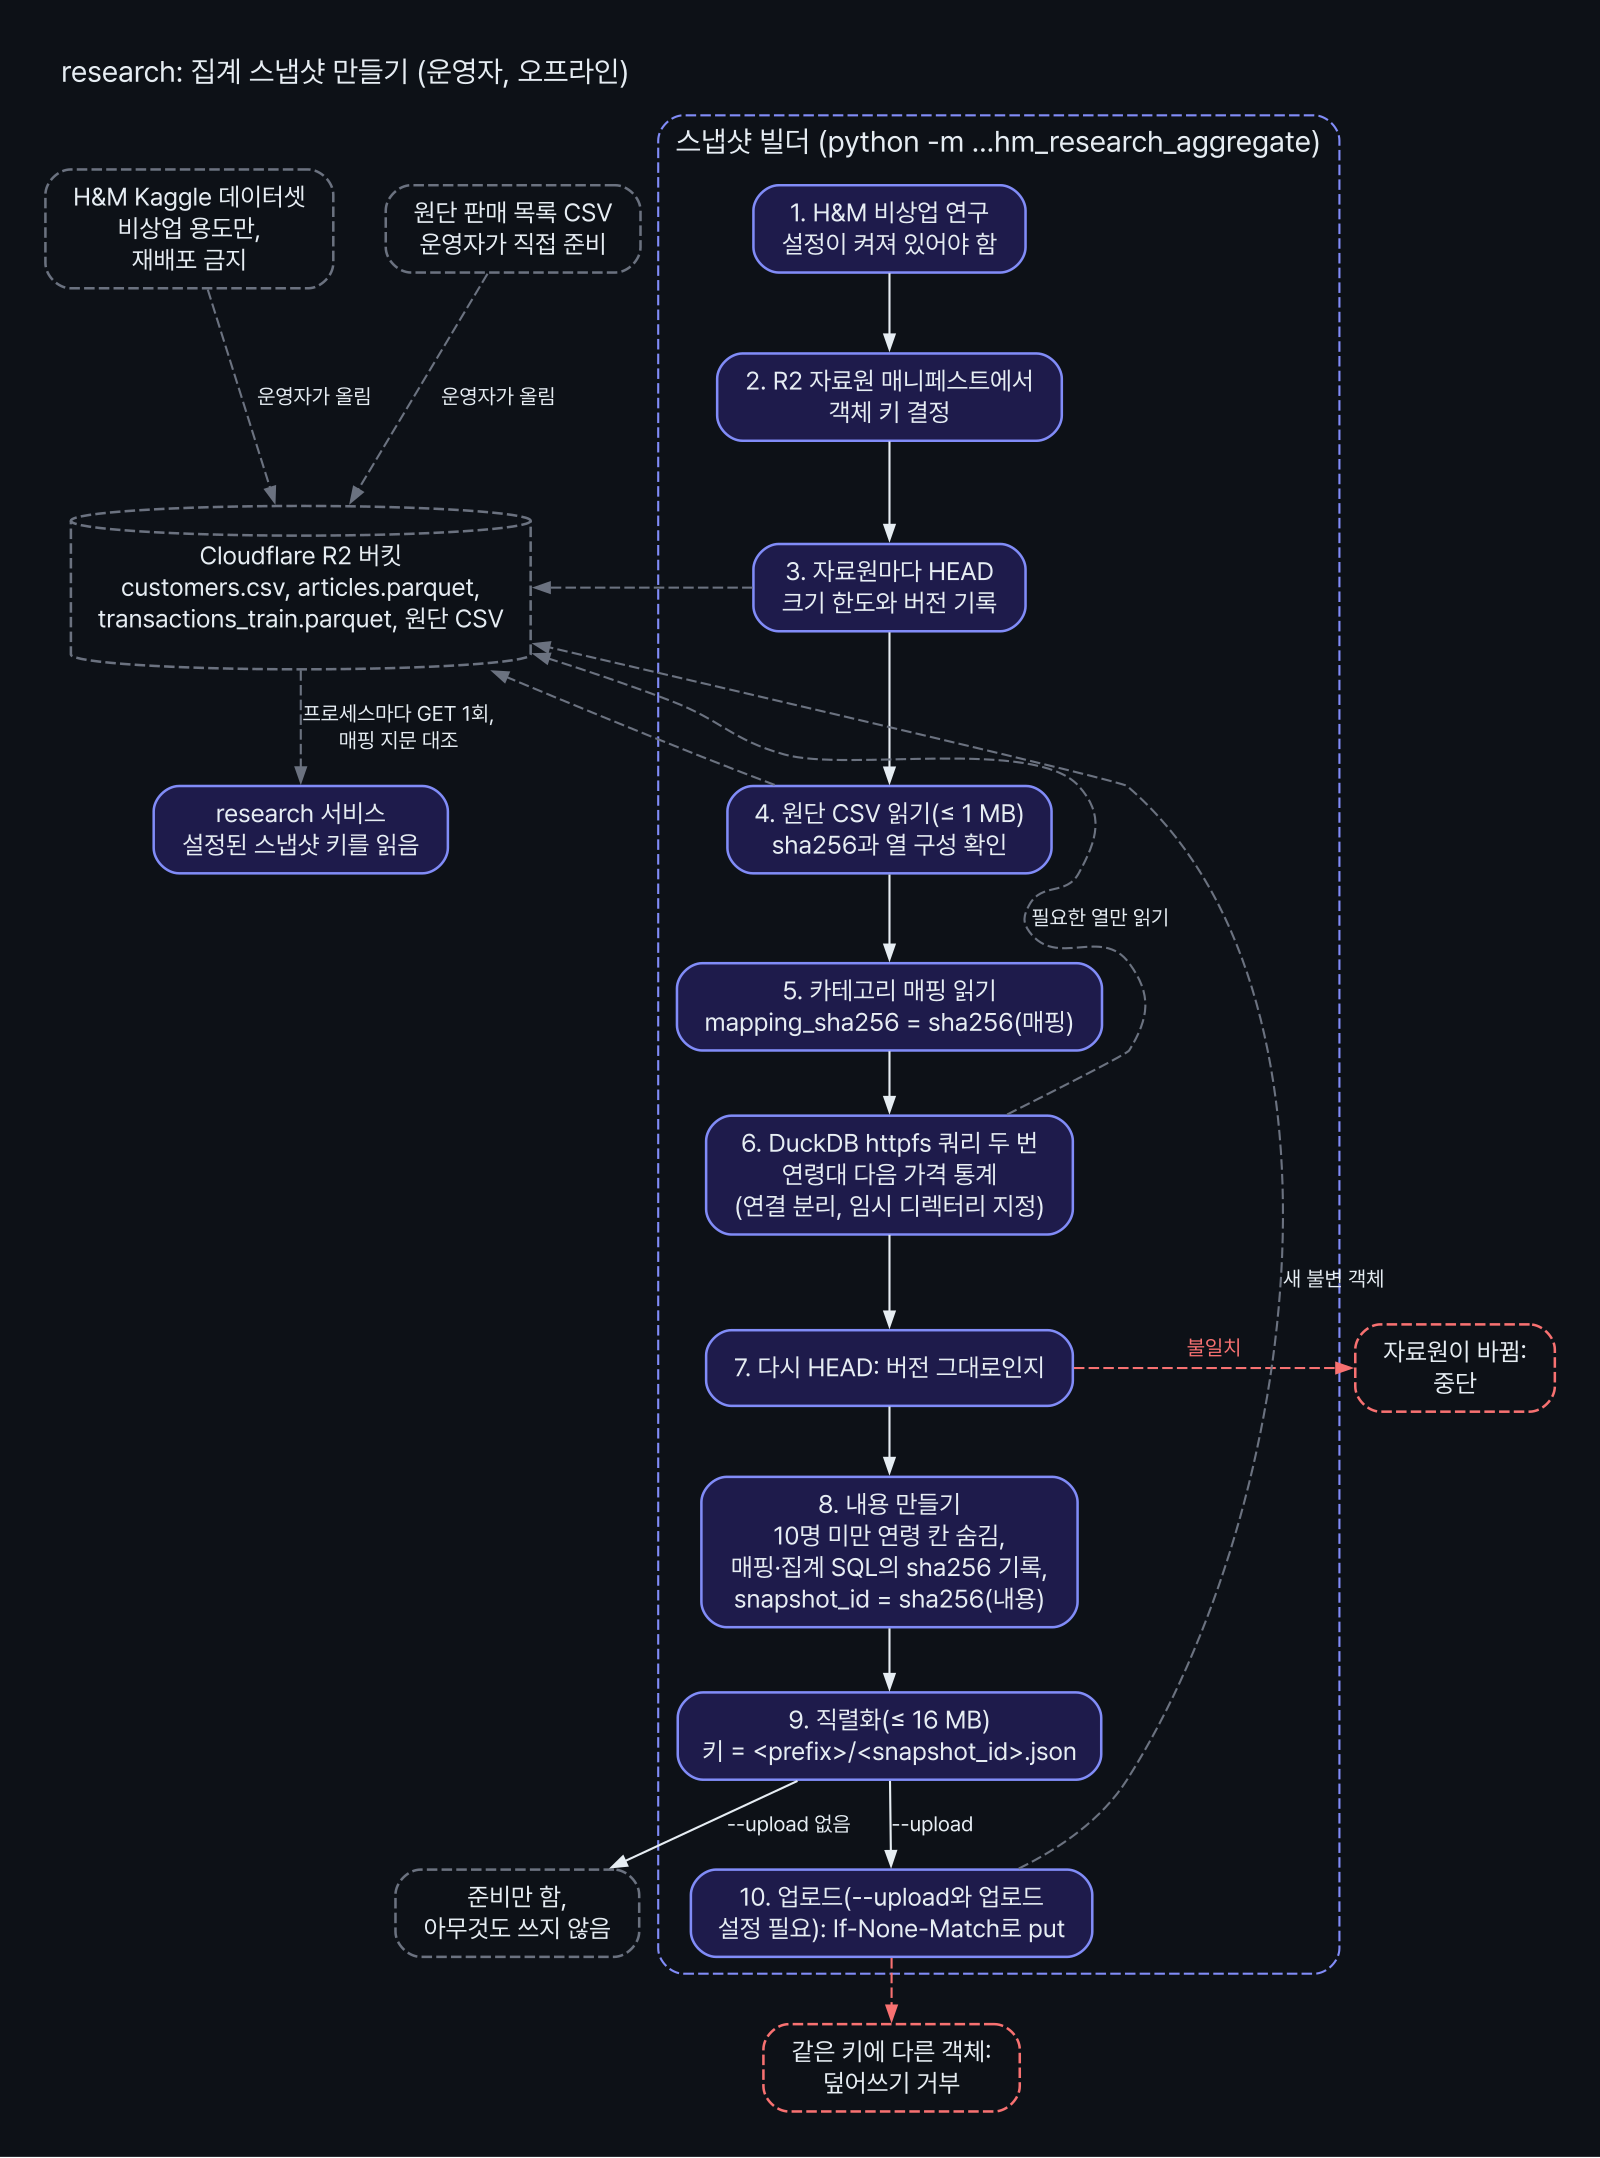 research: 집계 스냅샷 만들기 (운영자, 오프라인)
스냅샷 빌더 (python -m ...hm_research_aggregate)
H&M Kaggle 데이터셋
비상업 용도만,
재배포 금지
원단 판매 목록 CSV
운영자가 직접 준비
1. H&M 비상업 연구
설정이 켜져 있어야 함
운영자가 올림
운영자가 올림
2. R2 자료원 매니페스트에서
객체 키 결정
Cloudflare R2 버킷
customers.csv, articles.parquet,
transactions_train.parquet, 원단 CSV
3. 자료원마다 HEAD
크기 한도와 버전 기록
프로세스마다 GET 1회,
매핑 지문 대조
research 서비스
설정된 스냅샷 키를 읽음
4. 원단 CSV 읽기(≤ 1 MB)
sha256과 열 구성 확인
필요한 열만 읽기
5. 카테고리 매핑 읽기
mapping_sha256 = sha256(매핑)
6. DuckDB httpfs 쿼리 두 번
연령대 다음 가격 통계
(연결 분리, 임시 디렉터리 지정)
새 불변 객체
7. 다시 HEAD: 버전 그대로인지
불일치
자료원이 바뀜:
중단
8. 내용 만들기
10명 미만 연령 칸 숨김,
매핑·집계 SQL의 sha256 기록,
snapshot_id = sha256(내용)
9. 직렬화(≤ 16 MB)
키 = <prefix>/<snapshot_id>.json
--upload 없음
--upload
준비만 함,
아무것도 쓰지 않음
10. 업로드(--upload와 업로드
설정 필요): If-None-Match로 put
같은 키에 다른 객체:
덮어쓰기 거부